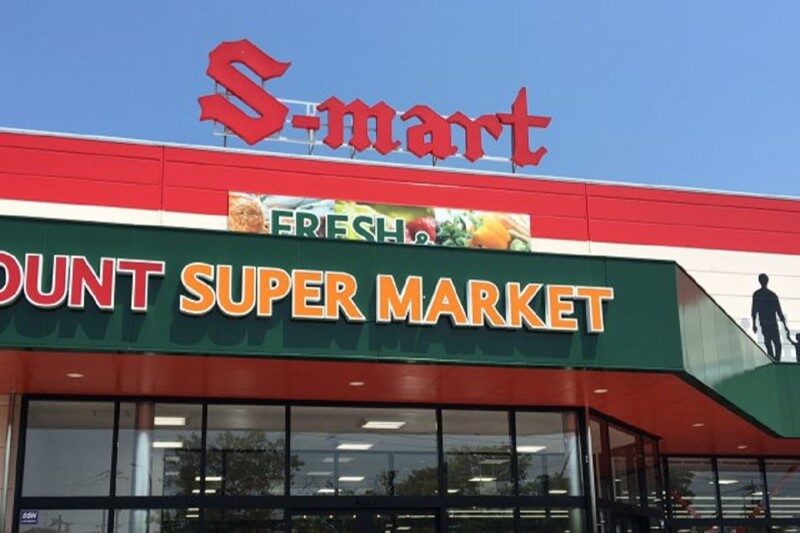 S-mart
FRESH &
OUNT SUPER MARKET